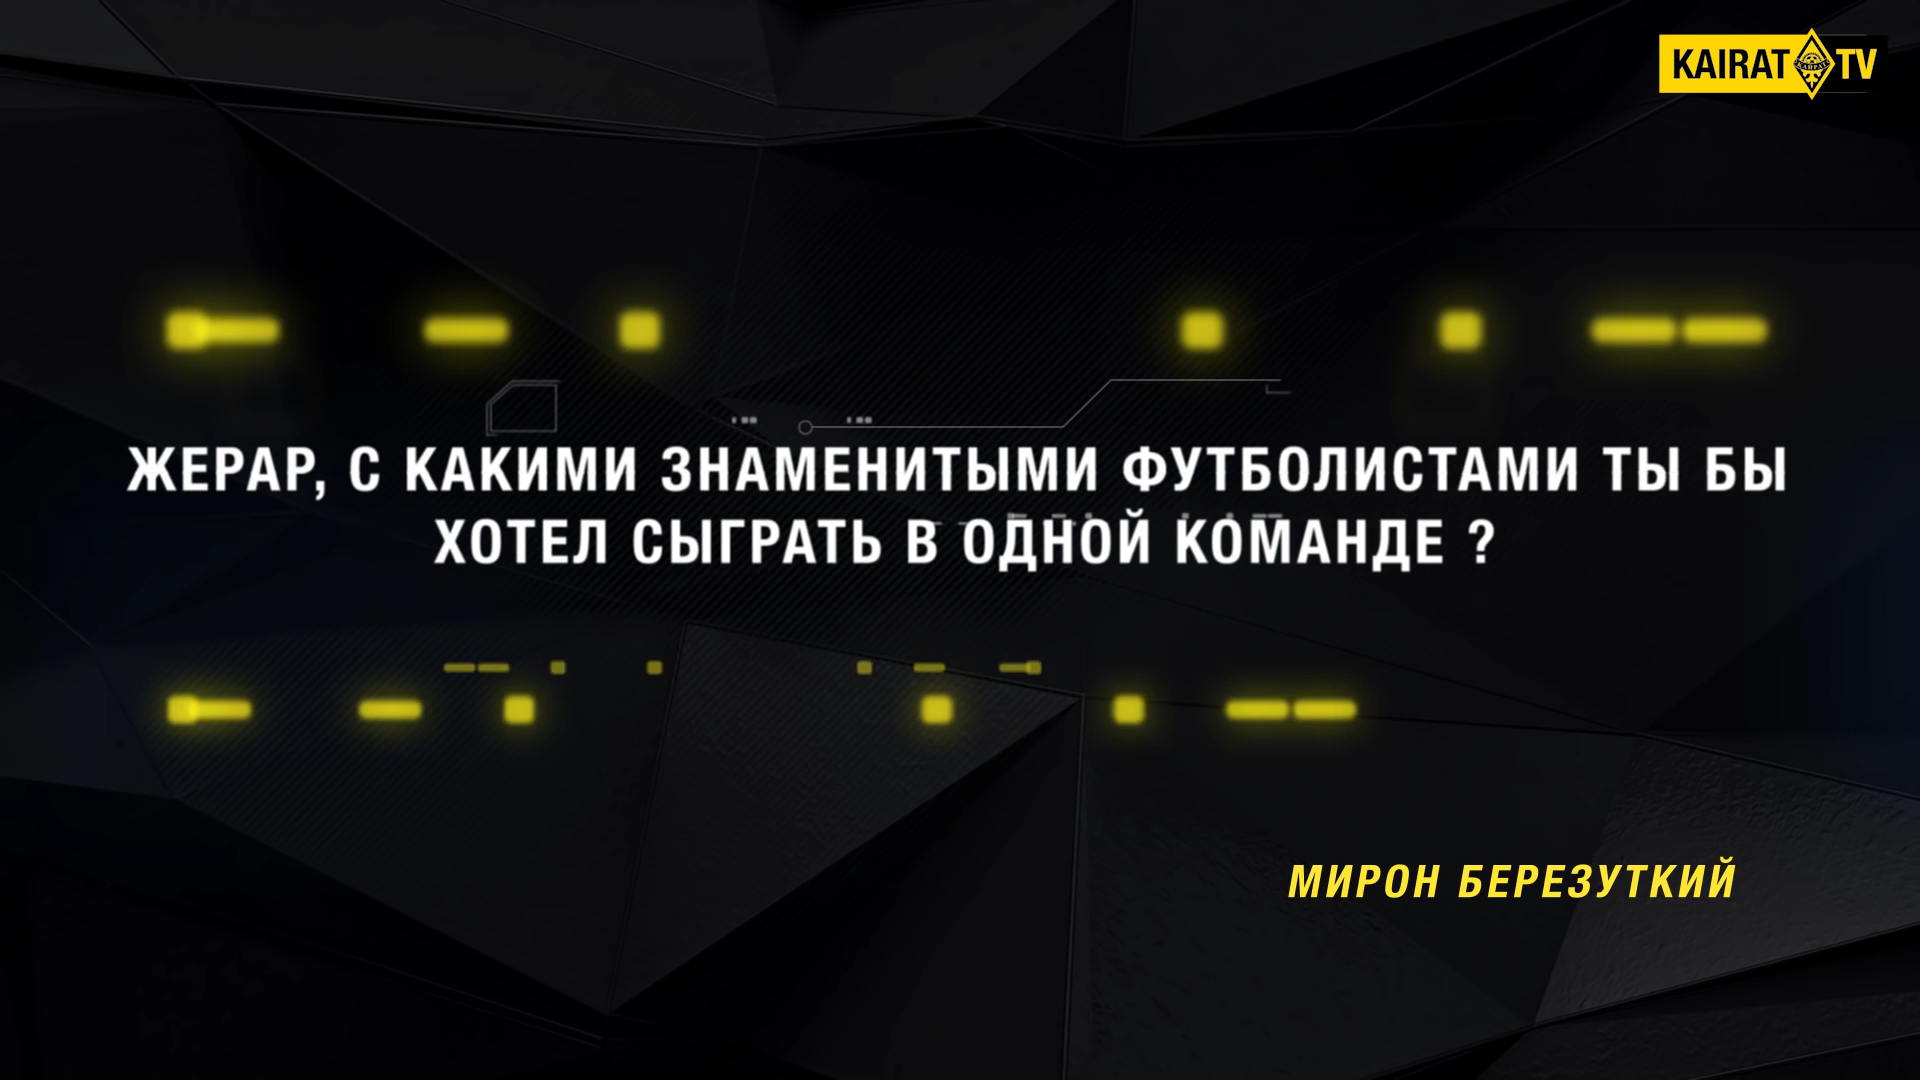 KAIRAT TV
ЖЕРАР, С КАКИМИ ЗНАМЕНИТЫМИ ФУТБОЛИСТАМИ ТЫ БЫ
ХОТЕЛ СЫГРАТЬ В ОДНОЙ КОМАНДЕ ?
МИРОН БЕРЕЗУТКИЙ